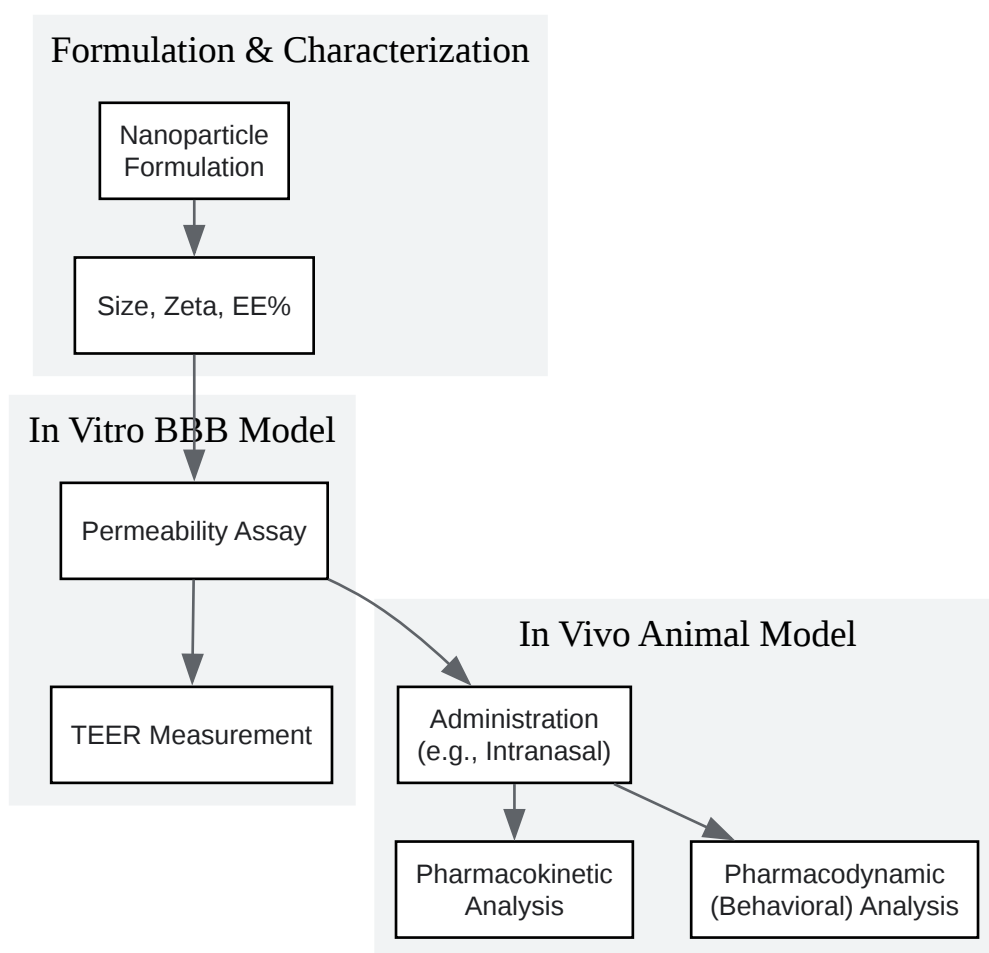 Formulation & Characterization
Nanoparticle
Formulation
Size, Zeta, EE%
In Vitro BBB Model
Permeability Assay
TEER Measurement
In Vivo Animal Model
Administration
(e.g., Intranasal)
Pharmacokinetic
Analysis
Pharmacodynamic
(Behavioral) Analysis